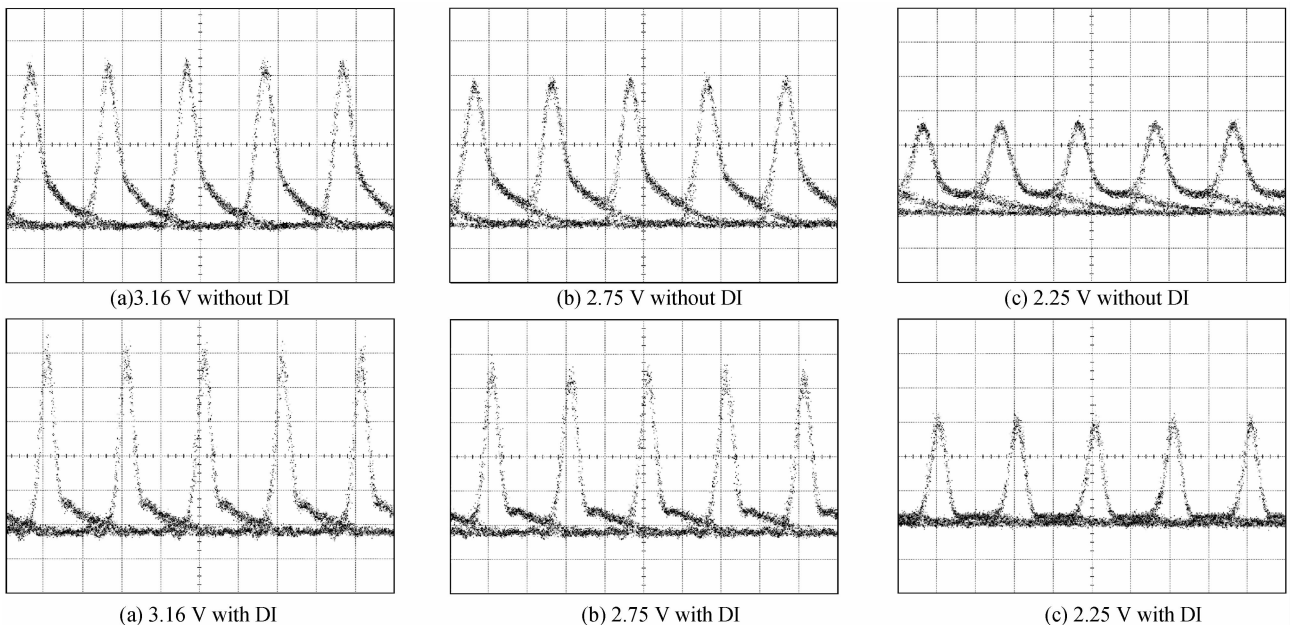 (a)3.16 V without DI
(b) 2.75 V without DI
(c) 2.25 V without DI
(a) 3.16 V with DI
(b) 2.75 V with DI
(c) 2.25 V with DI